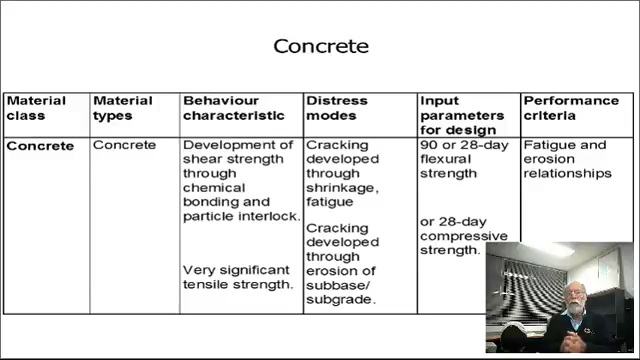 Concrete
Material class
Material types
Behaviour characteristic
Distress modes
Input parameters for design
Performance criteria
Concrete
Concrete
Development of shear strength through chemical bonding and particle interlock.
Very significant tensile strength.
Cracking developed through shrinkage, fatigue
Cracking developed through erosion of subbase/ subgrade.
90 or 28-day flexural strength
or 28-day compressive strength.
Fatigue and erosion relationships